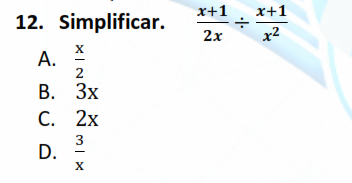 12. Simplificar. x+1/2x ÷ x+1/x²
A. x/2
B. 3x
C. 2x
D. 3/x